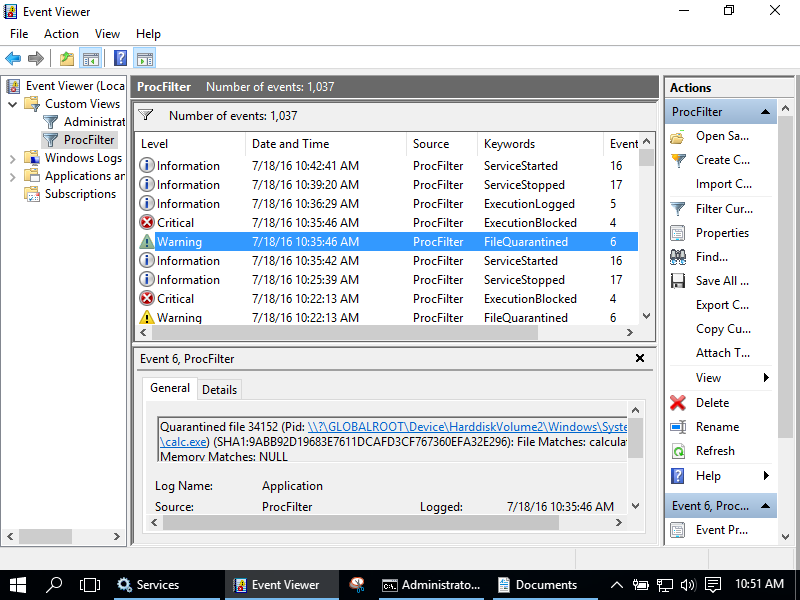 Event Viewer
File Action View Help
Event Viewer (Loca
Custom Views
Administrat
ProcFilter
Windows Logs
Applications an
Subscriptions
ProcFilter Number of events: 1,037
Number of events: 1,037
Level Date and Time Source Keywords Event
Information 7/18/16 10:42:41 AM ProcFilter ServiceStarted 16
Information 7/18/16 10:39:20 AM ProcFilter ServiceStopped 17
Information 7/18/16 10:36:29 AM ProcFilter ExecutionLogged 5
Critical 7/18/16 10:35:46 AM ProcFilter ExecutionBlocked 4
Warning 7/18/16 10:35:46 AM ProcFilter FileQuarantined 6
Information 7/18/16 10:35:42 AM ProcFilter ServiceStarted 16
Information 7/18/16 10:25:39 AM ProcFilter ServiceStopped 17
Critical 7/18/16 10:22:13 AM ProcFilter ExecutionBlocked 4
Warning 7/18/16 10:22:13 AM ProcFilter FileQuarantined 6
Event 6, ProcFilter
General Details
Quarantined file 34152 (Pid: \\?\GLOBALROOT\Device\HarddiskVolume2\Windows\Syste
\calc.exe) (SHA1:9ABB92D19683E7611DCAFD3CF767360EFA32E296): File Matches: calculat
Memory Matches: NULL
Log Name: Application
Source: ProcFilter Logged: 7/18/16 10:35:46 AM
Actions
ProcFilter
Open Sa...
Create C...
Import C...
Filter Cur...
Properties
Find...
Save All ...
Export C...
Copy Cu...
Attach T...
View
Delete
Rename
Refresh
Help
Event 6, Proc...
Event Pr...
Services Event Viewer Administrato... Documents 10:51 AM